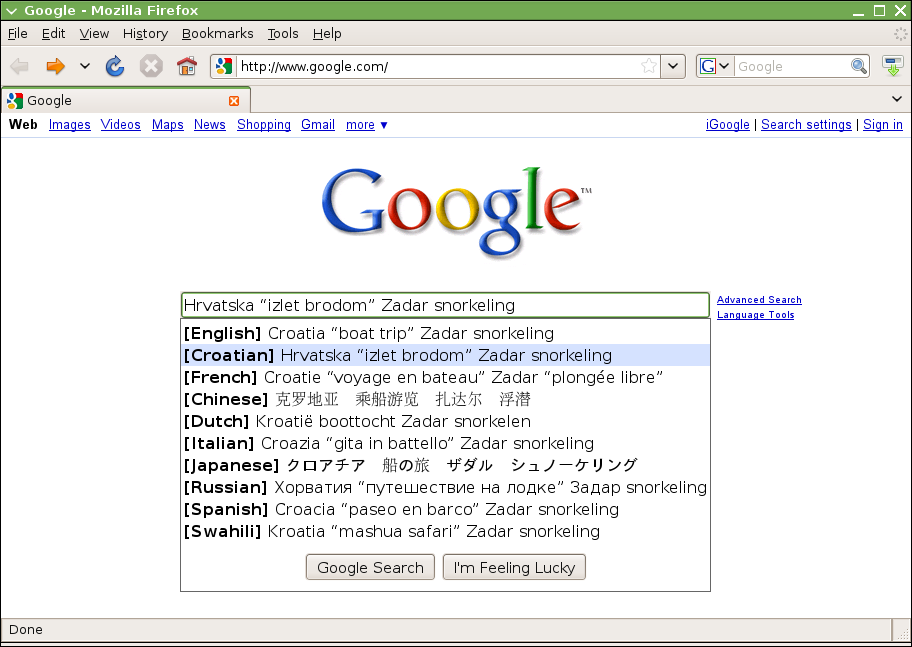 Google - Mozilla Firefox
File Edit View History Bookmarks Tools Help
http://www.google.com/ G Google
Google
Web Images Videos Maps News Shopping Gmail more ▼ iGoogle | Search settings | Sign in
Google™
Hrvatska “izlet brodom” Zadar snorkeling
Advanced Search
Language Tools
[English] Croatia “boat trip” Zadar snorkeling
[Croatian] Hrvatska “izlet brodom” Zadar snorkeling
[French] Croatie “voyage en bateau” Zadar “plongée libre”
[Chinese] 克罗地亚　乘船游览　扎达尔　浮潜
[Dutch] Kroatië boottocht Zadar snorkelen
[Italian] Croazia “gita in battello” Zadar snorkeling
[Japanese] クロアチア　船の旅　ザダル　シュノーケリング
[Russian] Хорватия “путешествие на лодке” Задар snorkeling
[Spanish] Croacia “paseo en barco” Zadar snorkeling
[Swahili] Kroatia “mashua safari” Zadar snorkeling
Google Search I'm Feeling Lucky
Done